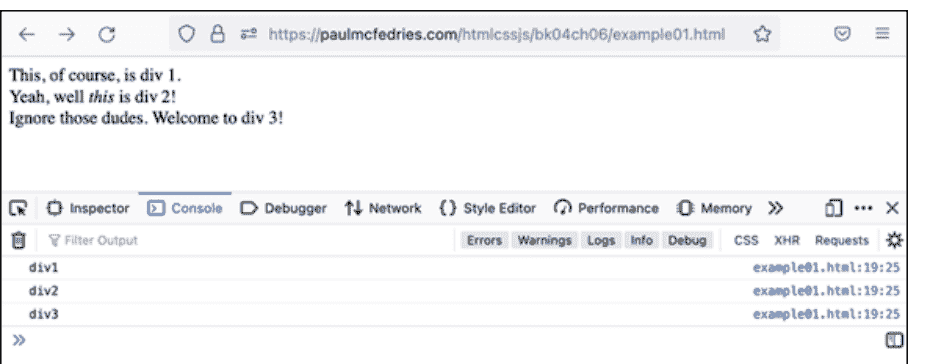 https://paulmcfedries.com/htmlcssjs/bk04ch06/example01.html
This, of course, is div 1.
Yeah, well this is div 2!
Ignore those dudes. Welcome to div 3!
Inspector Console Debugger Network {} Style Editor Performance Memory
Filter Output Errors Warnings Logs Info Debug CSS XHR Requests
div1 example01.html:19:25
div2 example01.html:19:25
div3 example01.html:19:25